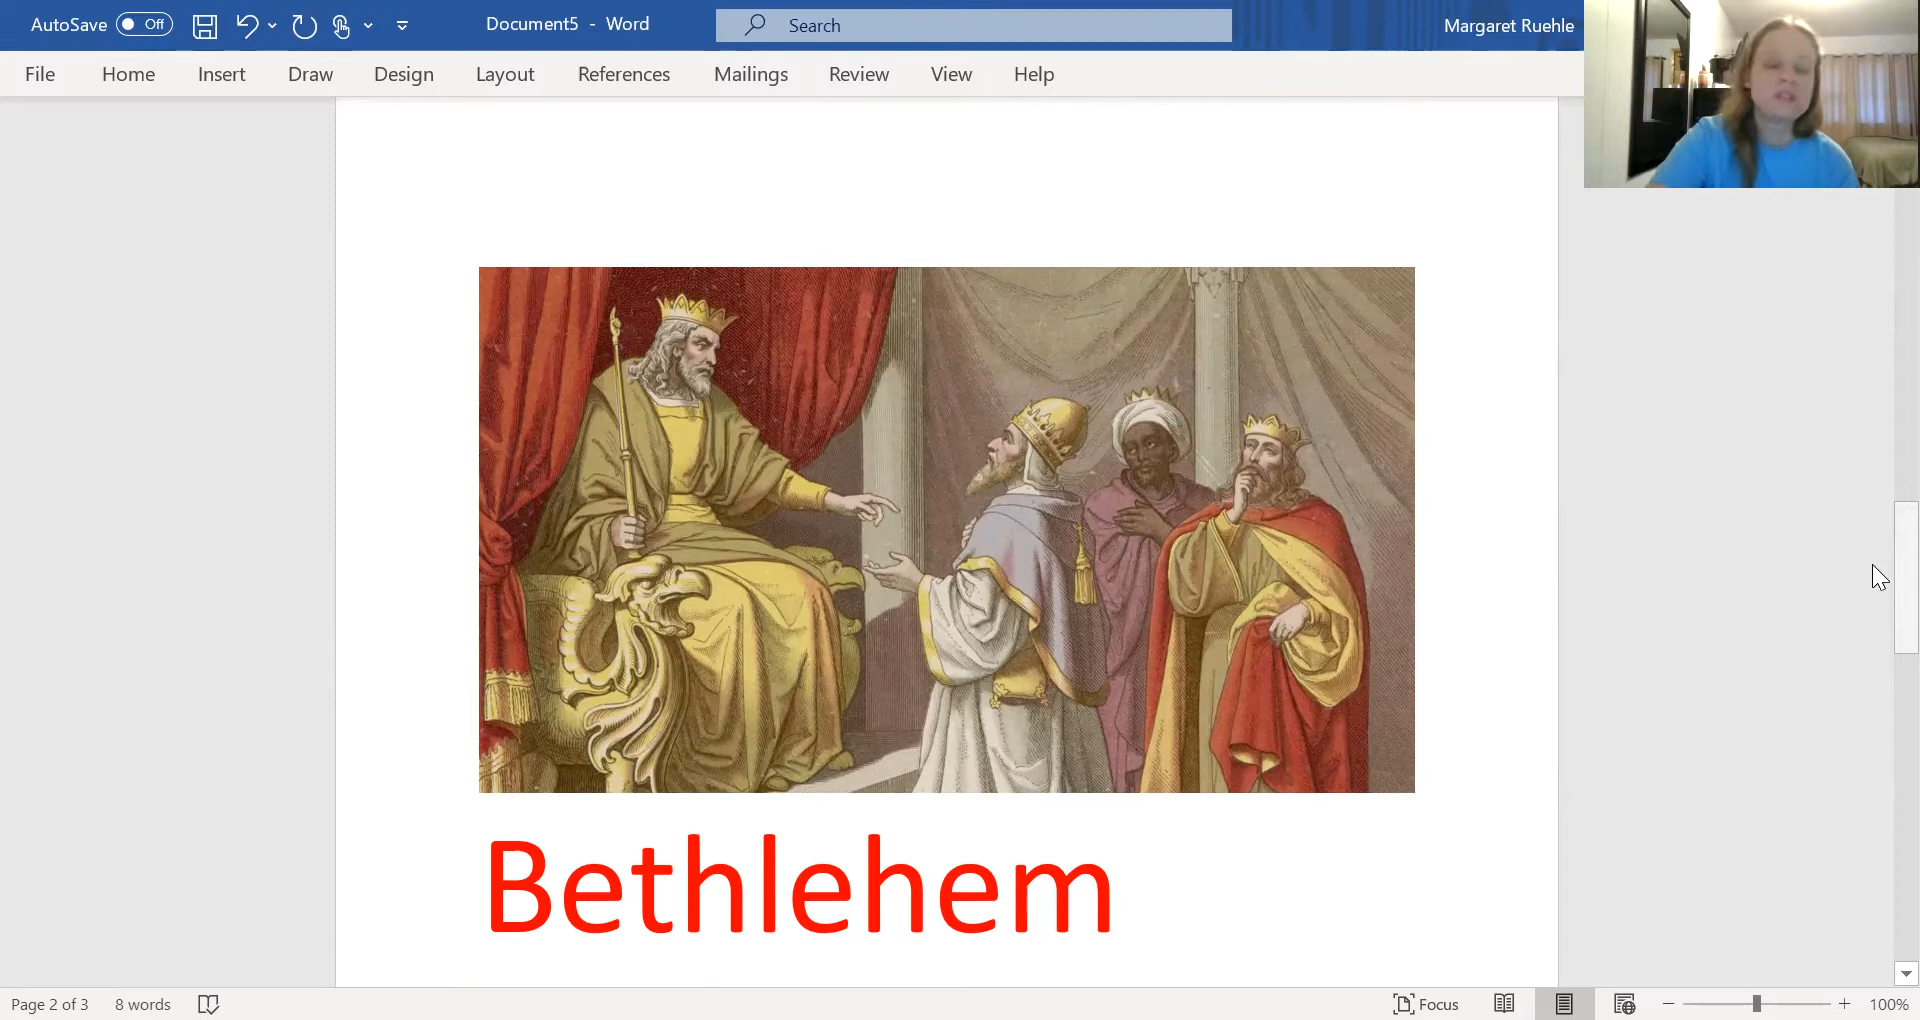 AutoSave Off Document5 - Word Search Margaret Ruehle
File Home Insert Draw Design Layout References Mailings Review View Help
Bethlehem
Page 2 of 3 8 words Focus 100%